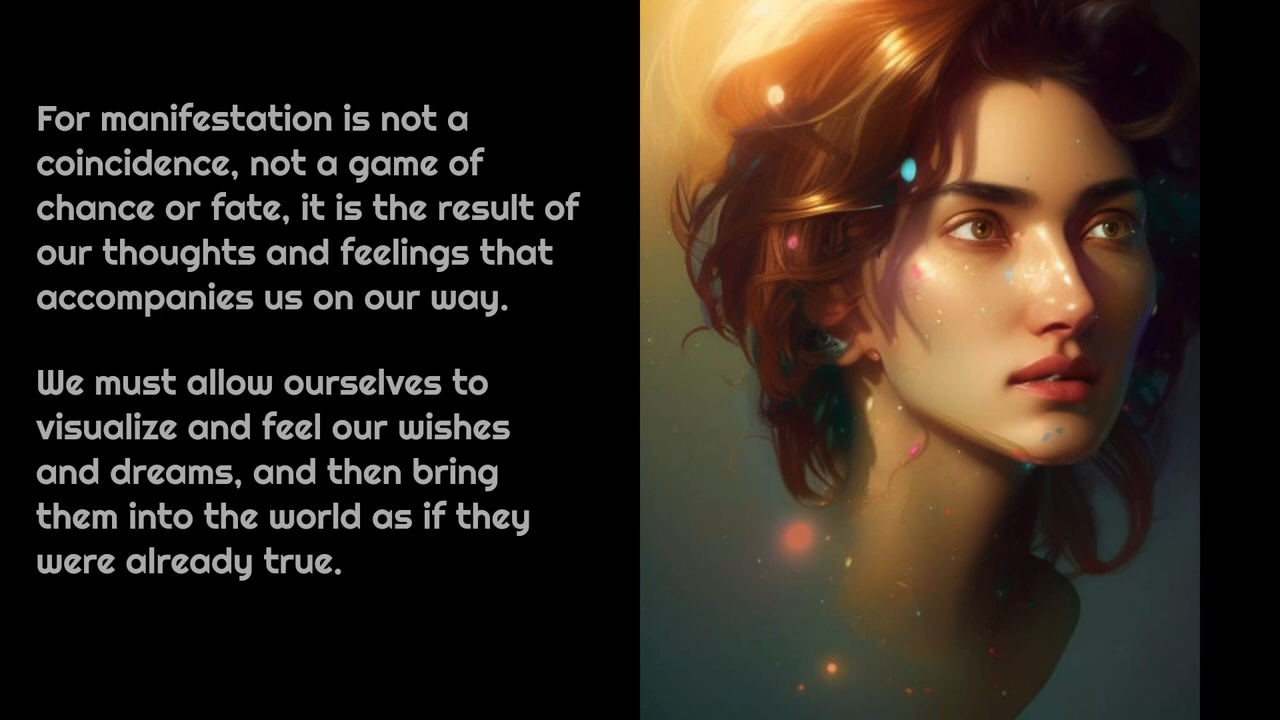 For manifestation is not a
coincidence, not a game of
chance or fate, it is the result of
our thoughts and feelings that
accompanies us on our way.
We must allow ourselves to
visualize and feel our wishes
and dreams, and then bring
them into the world as if they
were already true.